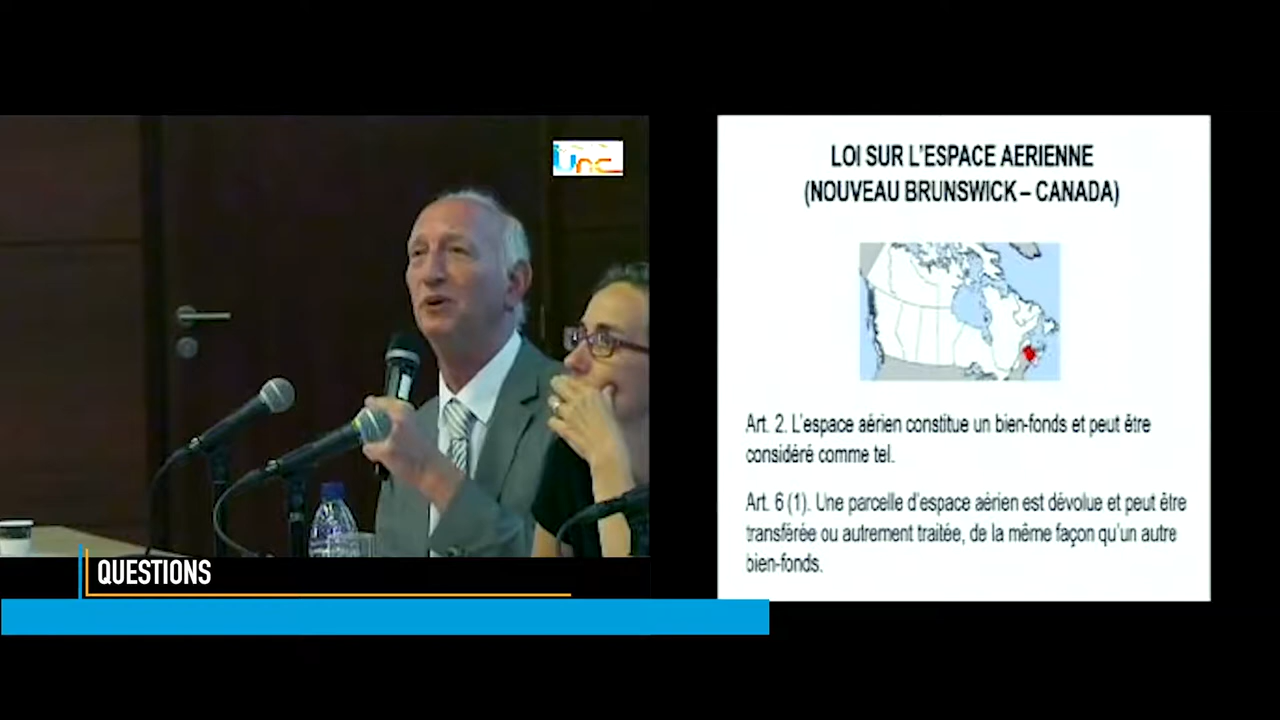 unc
QUESTIONS
LOI SUR L'ESPACE AERIENNE
(NOUVEAU BRUNSWICK – CANADA)
Art. 2. L'espace aérien constitue un bien-fonds et peut être
considéré comme tel.
Art. 6 (1). Une parcelle d'espace aérien est dévolue et peut être
transférée ou autrement traitée, de la même façon qu'un autre
bien-fonds.